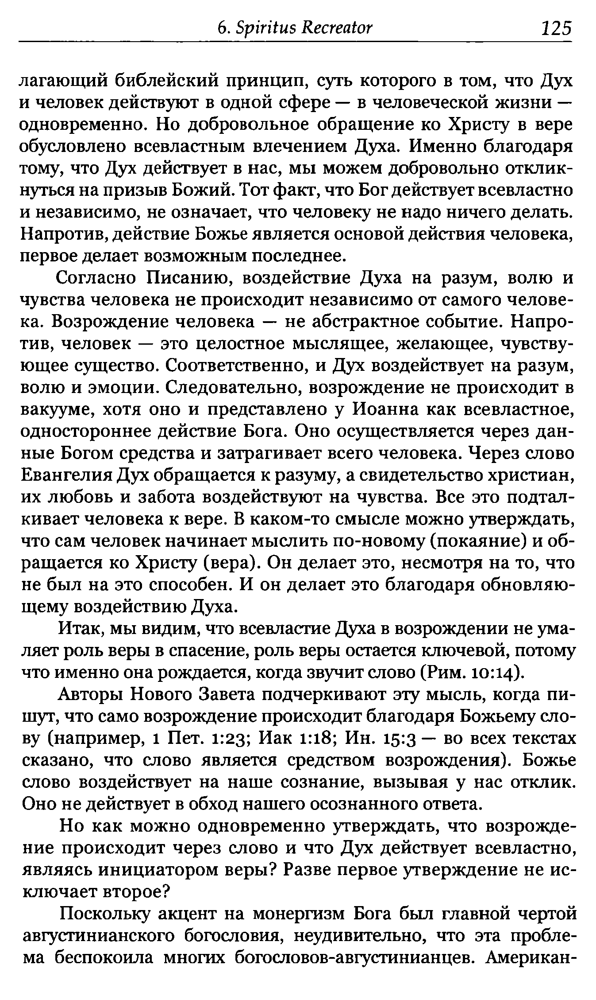 6. Spiritus Recreator 125
лагающий библейский принцип, суть которого в том, что Дух
и человек действуют в одной сфере — в человеческой жизни —
одновременно. Но добровольное обращение ко Христу в вере
обусловлено всевластным влечением Духа. Именно благодаря
тому, что Дух действует в нас, мы можем добровольно отклик-
нуться на призыв Божий. Тот факт, что Бог действует всевластно
и независимо, не означает, что человеку не надо ничего делать.
Напротив, действие Божье является основой действия человека,
первое делает возможным последнее.
Согласно Писанию, воздействие Духа на разум, волю и
чувства человека не происходит независимо от самого челове-
ка. Возрождение человека — не абстрактное событие. Напро-
тив, человек — это целостное мыслящее, желающее, чувству-
ющее существо. Соответственно, и Дух воздействует на разум,
волю и эмоции. Следовательно, возрождение не происходит в
вакууме, хотя оно и представлено у Иоанна как всевластное,
одностороннее действие Бога. Оно осуществляется через дан-
ные Богом средства и затрагивает всего человека. Через слово
Евангелия Дух обращается к разуму, а свидетельство христиан,
их любовь и забота воздействуют на чувства. Все это подтал-
кивает человека к вере. В каком-то смысле можно утверждать,
что сам человек начинает мыслить по-новому (покаяние) и об-
ращается ко Христу (вера). Он делает это, несмотря на то, что
не был на это способен. И он делает это благодаря обновляю-
щему воздействию Духа.
Итак, мы видим, что всевластие Духа в возрождении не ума-
ляет роль веры в спасение, роль веры остается ключевой, потому
что именно она рождается, когда звучит слово (Рим. 10:14).
Авторы Нового Завета подчеркивают эту мысль, когда пи-
шут, что само возрождение происходит благодаря Божьему сло-
ву (например, 1 Пет. 1:23; Иак 1:18; Ин. 15:3 — во всех текстах
сказано, что слово является средством возрождения). Божье
слово воздействует на наше сознание, вызывая у нас отклик.
Оно не действует в обход нашего осознанного ответа.
Но как можно одновременно утверждать, что возрожде-
ние происходит через слово и что Дух действует всевластно,
являясь инициатором веры? Разве первое утверждение не ис-
ключает второе?
Поскольку акцент на монергизм Бога был главной чертой
августинианского богословия, неудивительно, что эта пробле-
ма беспокоила многих богословов-августинианцев. Американ-